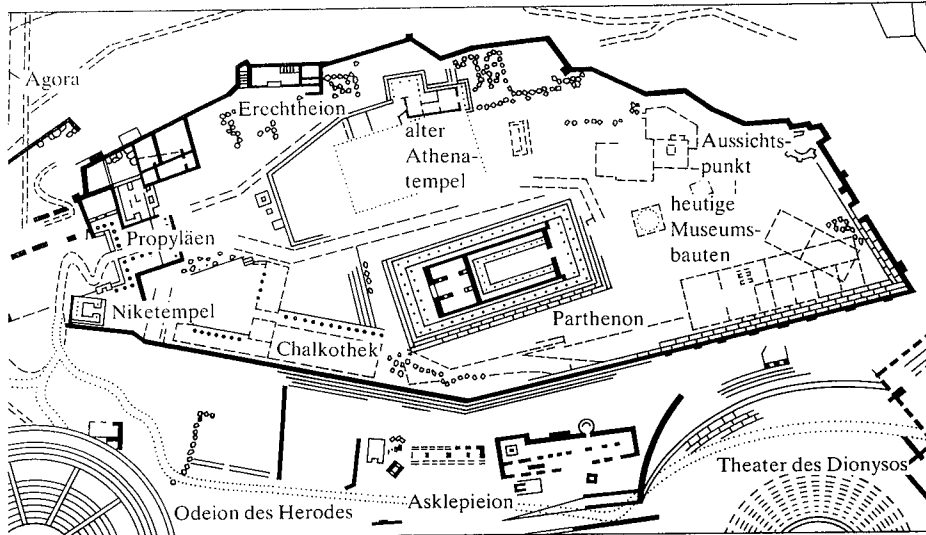 Agora
Erechtheion
alter
Athena-
tempel
Aussichts-
punkt
heutige
Museums-
bauten
Propyläen
Niketempel
Chalkothek
Parthenon
Odeion des Herodes
Asklepieion
Theater des Dionysos